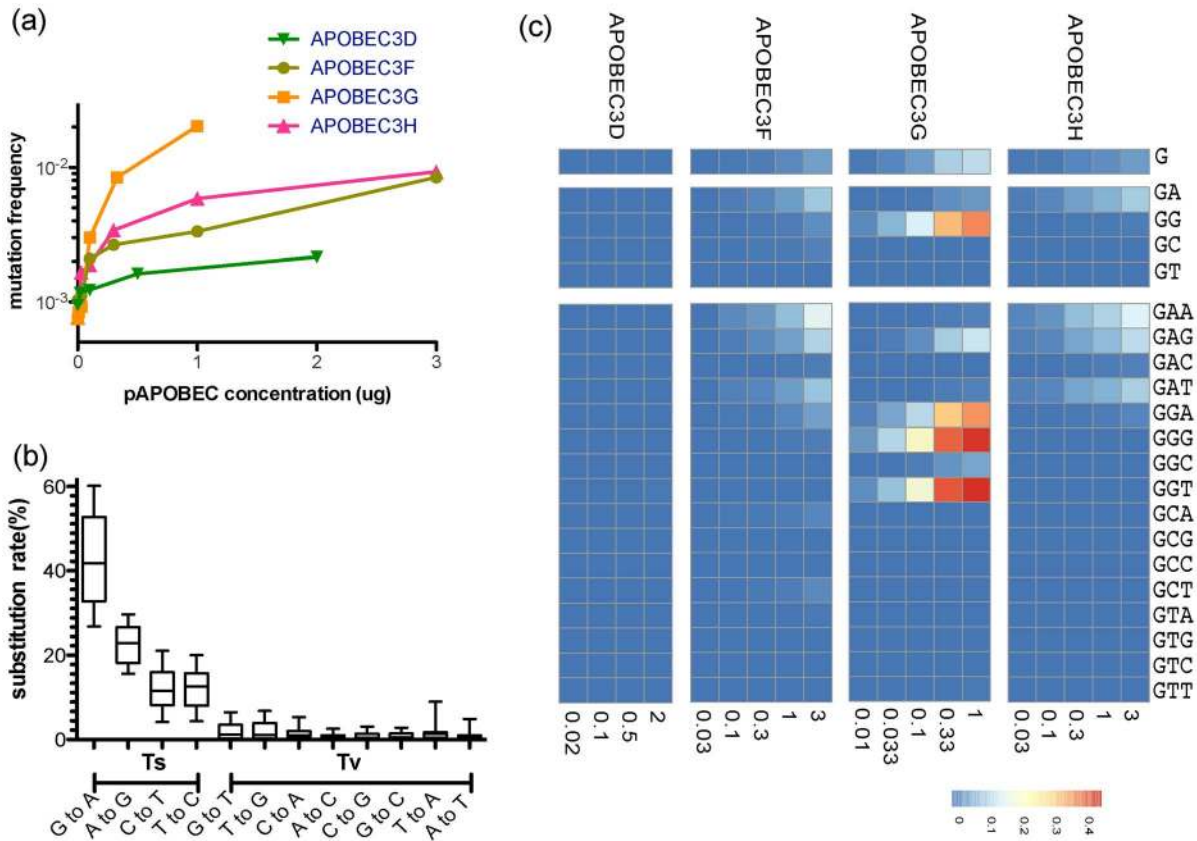 (a)
APOBEC3D
APOBEC3F
APOBEC3G
APOBEC3H
mutation frequency
10-2
10-3
0
1
2
3
pAPOBEC concentration (ug)
(b)
substitution rate(%)
60
40
20
0
Ts
Tv
G to A
A to G
C to T
T to C
G to T
T to G
C to A
A to C
C to G
G to C
T to A
A to T
(c)
APOBEC3D
APOBEC3F
APOBEC3G
APOBEC3H
G
GA
GG
GC
GT
GAA
GAG
GAC
GAT
GGA
GGG
GGC
GGT
GCA
GCG
GCC
GCT
GTA
GTG
GTC
GTT
0.02
0.1
0.5
2
0.03
0.1
0.3
1
3
0.01
0.033
0.1
0.33
1
0.03
0.1
0.3
1
3
0
0.1
0.2
0.3
0.4